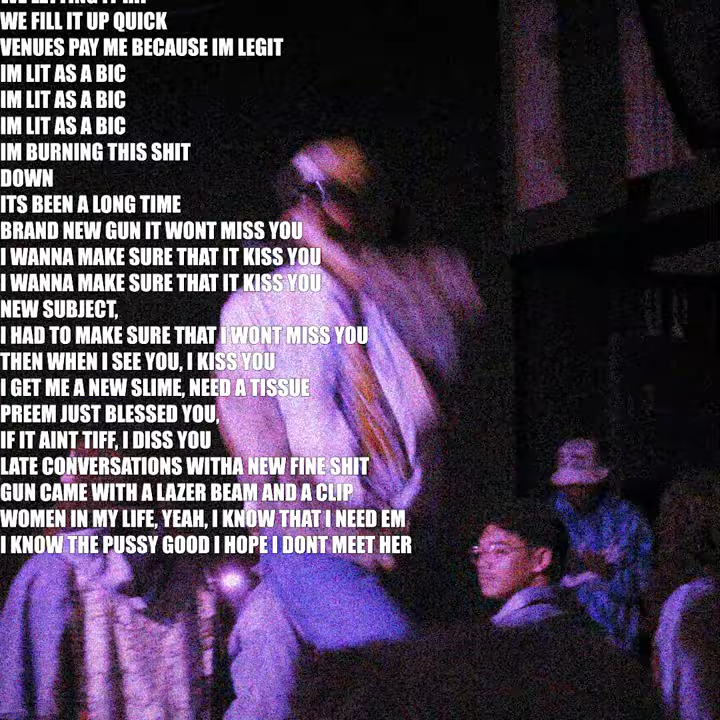 WE LETTING IT RIP
WE FILL IT UP QUICK
VENUES PAY ME BECAUSE IM LEGIT
IM LIT AS A BIC
IM LIT AS A BIC
IM LIT AS A BIC
IM BURNING THIS SHIT
DOWN
ITS BEEN A LONG TIME
BRAND NEW GUN IT WONT MISS YOU
I WANNA MAKE SURE THAT IT KISS YOU
I WANNA MAKE SURE THAT IT KISS YOU
NEW SUBJECT,
I HAD TO MAKE SURE THAT I WONT MISS YOU
THEN WHEN I SEE YOU, I KISS YOU
I GET ME A NEW SLIME, NEED A TISSUE
PREEM JUST BLESSED YOU,
IF IT AINT TIFF, I DISS YOU
LATE CONVERSATIONS WITHA NEW FINE SHIT
GUN CAME WITH A LAZER BEAM AND A CLIP
WOMEN IN MY LIFE, YEAH, I KNOW THAT I NEED EM
I KNOW THE PUSSY GOOD I HOPE I DONT MEET HER